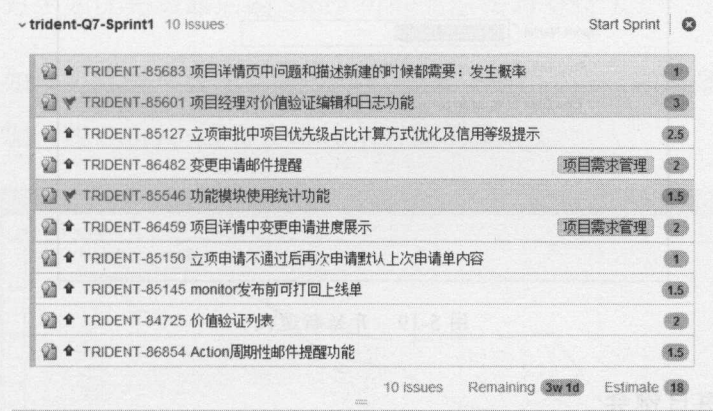 trident-Q7-Sprint1 10 issues Start Sprint
TRIDENT-85683 项目详情页中问题和描述新建的时候都需要：发生概率 1
TRIDENT-85601 项目经理对价值验证编辑和日志功能 3
TRIDENT-85127 立项审批中项目优先级占比计算方式优化及信用等级提示 2.5
TRIDENT-86482 变更申请邮件提醒 项目需求管理 2
TRIDENT-85546 功能模块使用统计功能 1.5
TRIDENT-86459 项目详情中变更申请进度展示 项目需求管理 2
TRIDENT-85150 立项申请不通过后再次申请默认上次申请单内容 1
TRIDENT-85145 monitor发布前可打回上线单 1.5
TRIDENT-84725 价值验证列表 2
TRIDENT-86854 Action周期性邮件提醒功能 1.5
10 issues Remaining 3w 1d Estimate 18